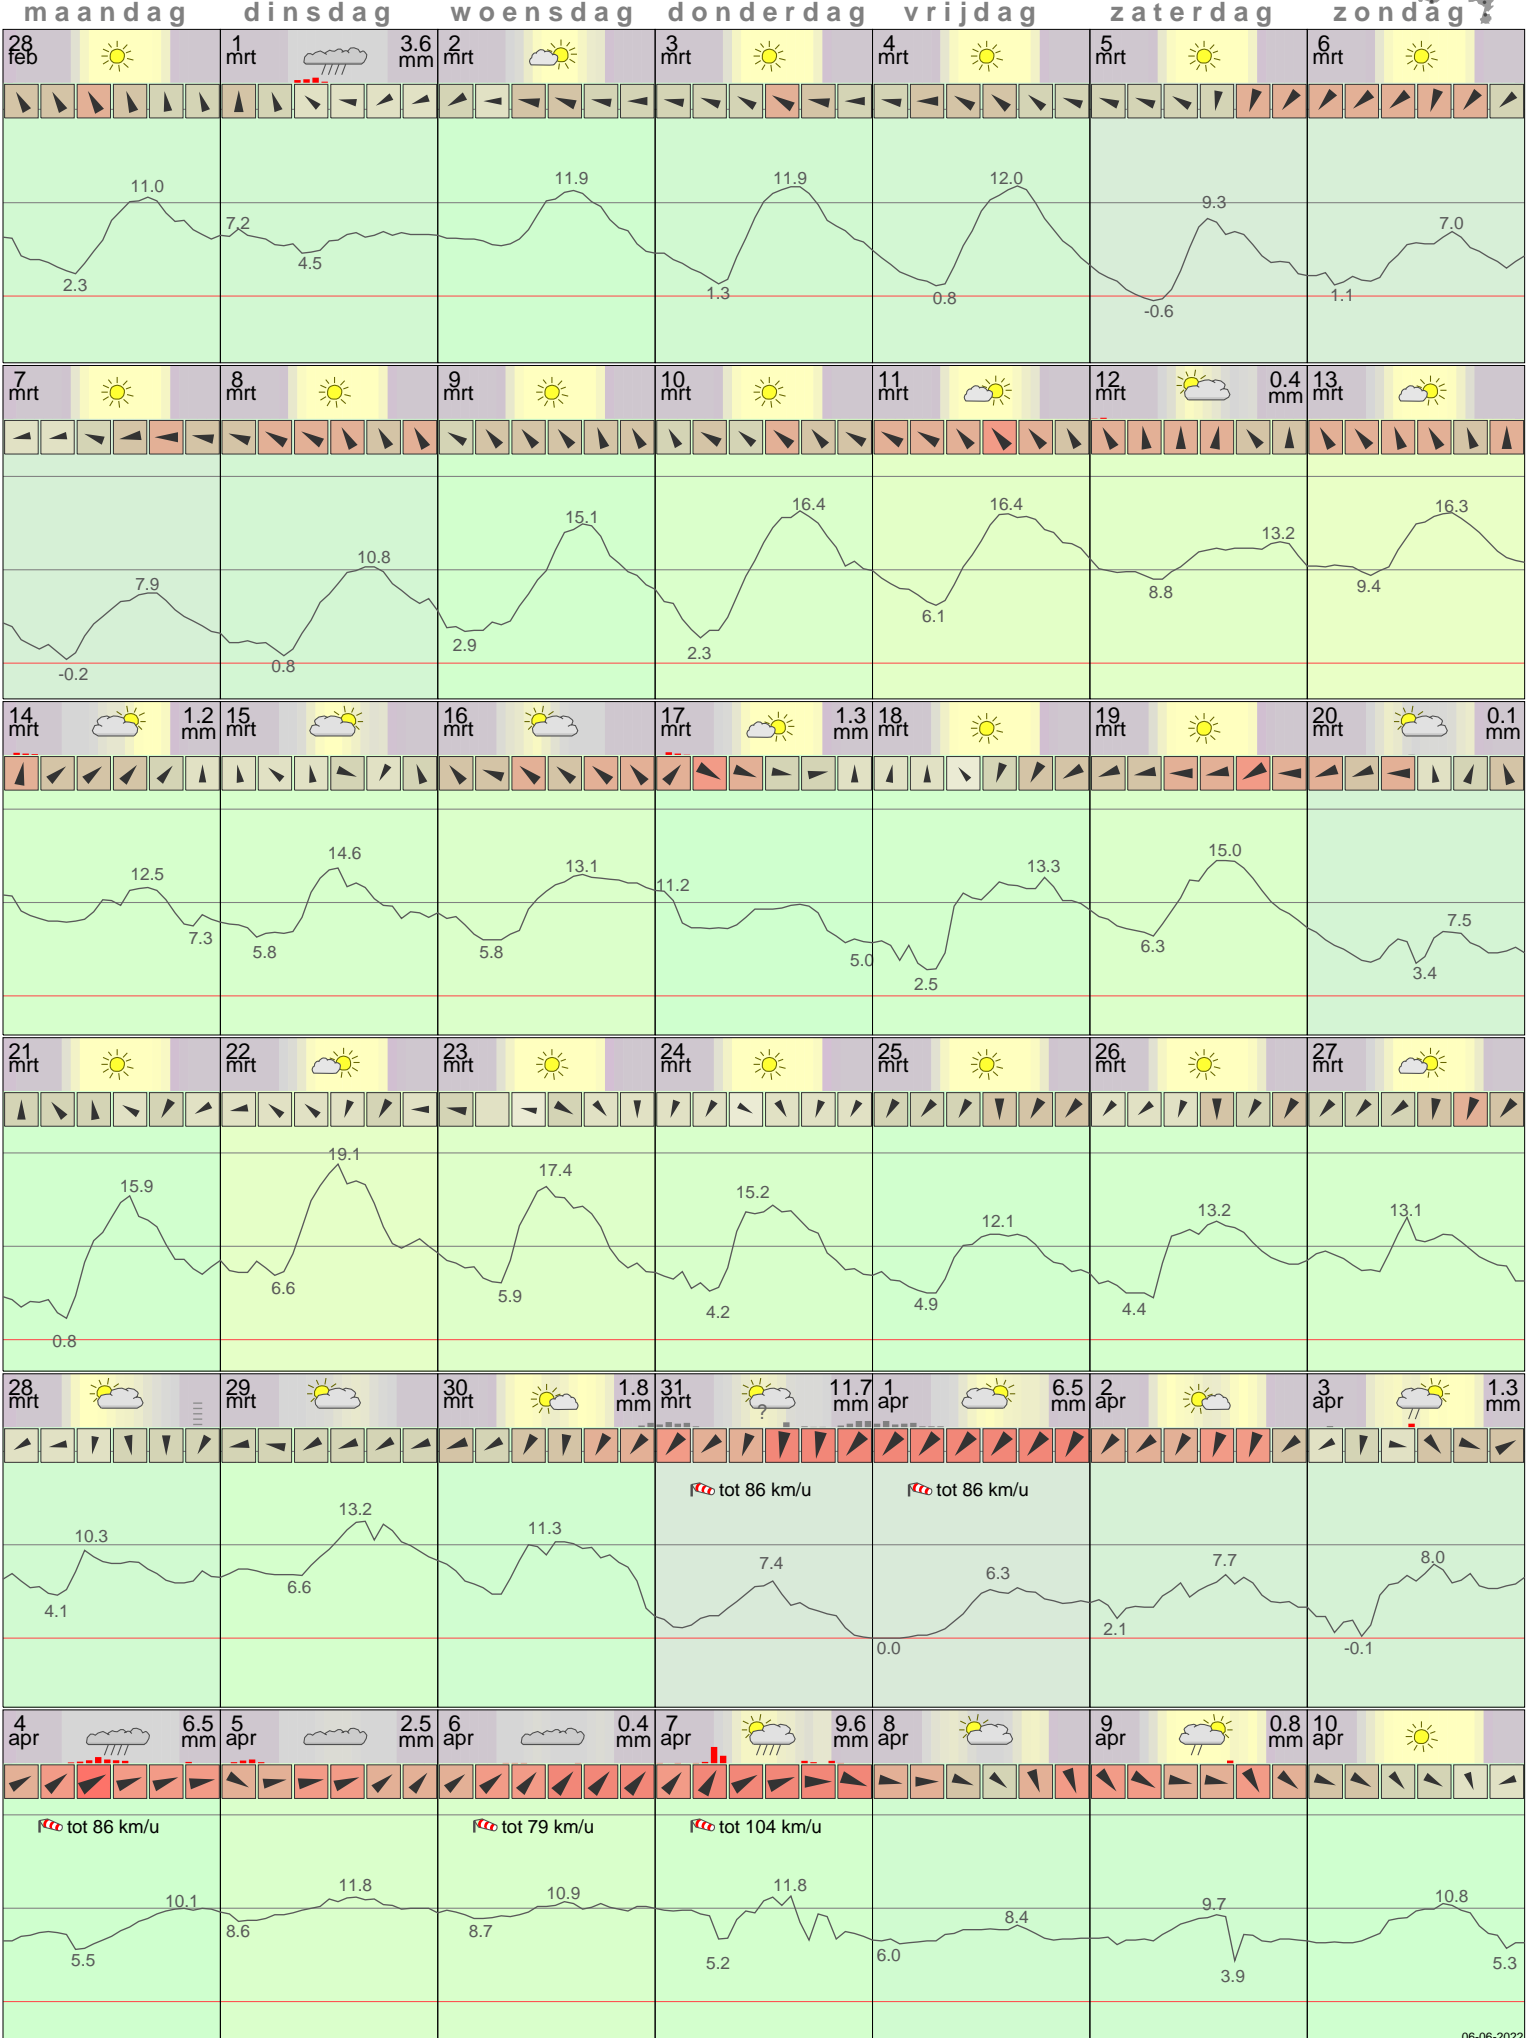 maandag dinsdag woensdag donderdag vrijdag zaterdag zondag
28 feb 1 mrt 3.6 mm 2 mrt 3 mrt 4 mrt 5 mrt 6 mrt
11.0 2.3 7.2 4.5 11.9 11.9 1.3 12.0 0.8 9.3 -0.6 7.0 1.1
7 mrt 8 mrt 9 mrt 10 mrt 11 mrt 12 mrt 0.4 mm 13 mrt
7.9 -0.2 10.8 0.8 15.1 2.9 16.4 2.3 16.4 6.1 13.2 8.8 16.3 9.4
14 mrt 1.2 mm 15 mrt 16 mrt 17 mrt 1.3 mm 18 mrt 19 mrt 20 mrt 0.1 mm
12.5 7.3 14.6 5.8 13.1 5.8 11.2 5.0 13.3 2.5 15.0 6.3 7.5 3.4
21 mrt 22 mrt 23 mrt 24 mrt 25 mrt 26 mrt 27 mrt
15.9 0.8 19.1 6.6 17.4 5.9 15.2 4.2 12.1 4.9 13.2 4.4 13.1
28 mrt 29 mrt 30 mrt 1.8 mm 31 mrt ? 11.7 mm 1 apr 6.5 mm 2 apr 3 apr 1.3 mm
tot 86 km/u tot 86 km/u
10.3 4.1 13.2 6.6 11.3 7.4 6.3 0.0 7.7 2.1 8.0 -0.1
4 apr 6.5 mm 5 apr 2.5 mm 6 apr 0.4 mm 7 apr 9.6 mm 8 apr 9 apr 0.8 mm 10 apr
tot 86 km/u tot 79 km/u tot 104 km/u
10.1 5.5 11.8 8.6 10.9 8.7 11.8 5.2 8.4 6.0 9.7 3.9 10.8 5.3
06-06-2022